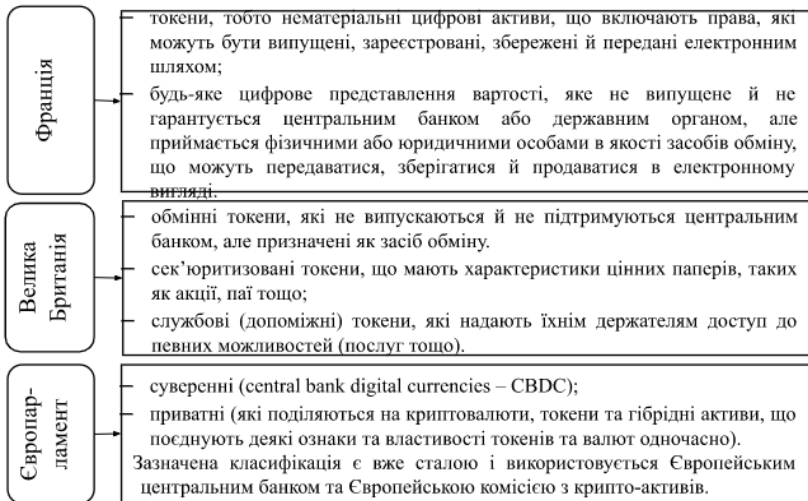 Франція
– токени, тобто нематеріальні цифрові активи, що включають права, які
можуть бути випущені, зареєстровані, збережені й передані електронним
шляхом;
– будь-яке цифрове представлення вартості, яке не випущене й не
гарантується центральним банком або державним органом, але
приймається фізичними або юридичними особами в якості засобів обміну,
що можуть передаватися, зберігатися й продаватися в електронному
вигляді.
Велика
Британія
– обмінні токени, які не випускаються й не підтримуються центральним
банком, але призначені як засіб обміну.
– сек’юритизовані токени, що мають характеристики цінних паперів, таких
як акції, паї тощо;
– службові (допоміжні) токени, які надають їхнім держателям доступ до
певних можливостей (послуг тощо).
Європар-
ламент
– суверенні (central bank digital currencies – CBDC);
– приватні (які поділяються на криптовалюти, токени та гібрідні активи, що
поєднують деякі ознаки та властивості токенів та валют одночасно).
Зазначена класифікація є вже сталою і використовується Європейським
центральним банком та Європейською комісією з крипто-активів.